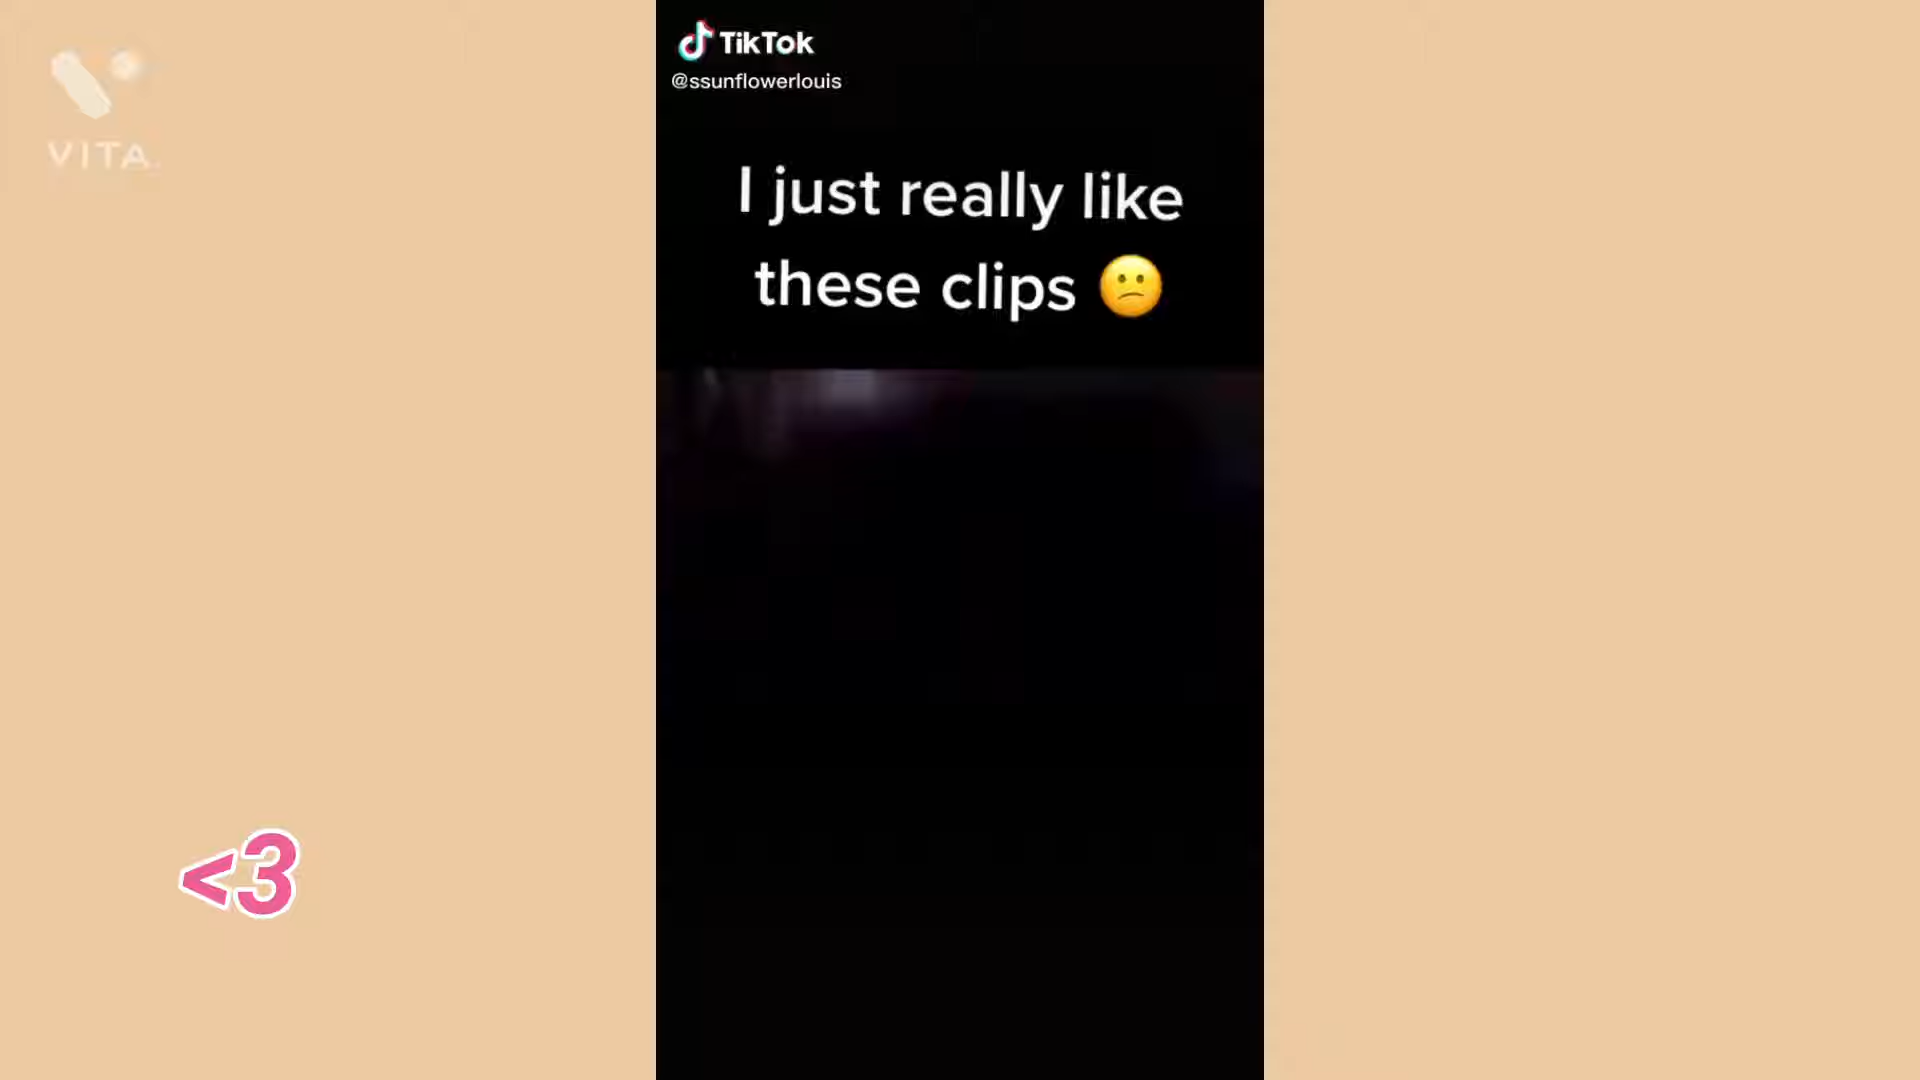 VITA
TikTok
@ssunflowerlouis
I just really like
these clips 😕
<3